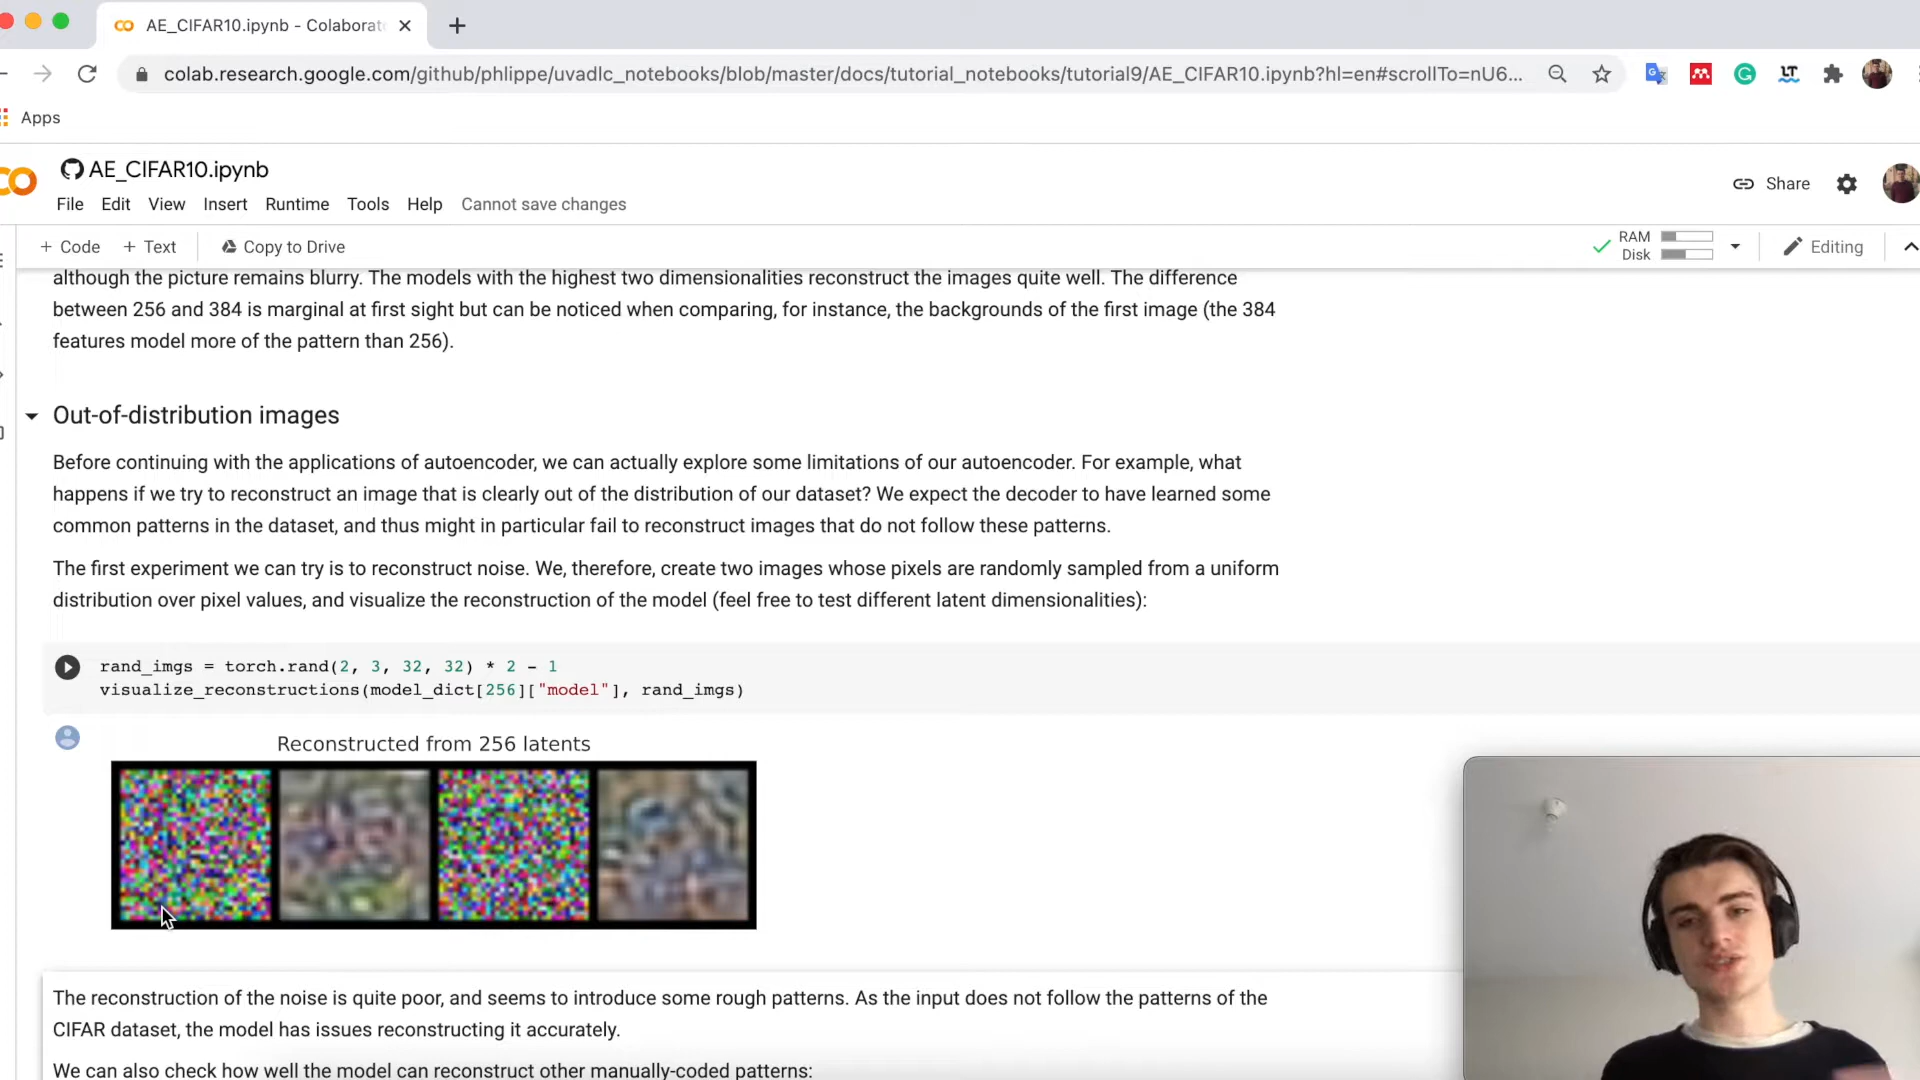 AE_CIFAR10.ipynb - Colaborat
colab.research.google.com/github/phlippe/uvadlc_notebooks/blob/master/docs/tutorial_notebooks/tutorial9/AE_CIFAR10.ipynb?hl=en#scrollTo=nU6...
Apps
AE_CIFAR10.ipynb
Share
File Edit View Insert Runtime Tools Help Cannot save changes
+ Code + Text Copy to Drive RAM Disk Editing
although the picture remains blurry. The models with the highest two dimensionalities reconstruct the images quite well. The difference
between 256 and 384 is marginal at first sight but can be noticed when comparing, for instance, the backgrounds of the first image (the 384
features model more of the pattern than 256).
Out-of-distribution images
Before continuing with the applications of autoencoder, we can actually explore some limitations of our autoencoder. For example, what
happens if we try to reconstruct an image that is clearly out of the distribution of our dataset? We expect the decoder to have learned some
common patterns in the dataset, and thus might in particular fail to reconstruct images that do not follow these patterns.
The first experiment we can try is to reconstruct noise. We, therefore, create two images whose pixels are randomly sampled from a uniform
distribution over pixel values, and visualize the reconstruction of the model (feel free to test different latent dimensionalities):
rand_imgs = torch.rand(2, 3, 32, 32) * 2 - 1
visualize_reconstructions(model_dict[256]["model"], rand_imgs)
Reconstructed from 256 latents
The reconstruction of the noise is quite poor, and seems to introduce some rough patterns. As the input does not follow the patterns of the
CIFAR dataset, the model has issues reconstructing it accurately.
We can also check how well the model can reconstruct other manually-coded patterns: